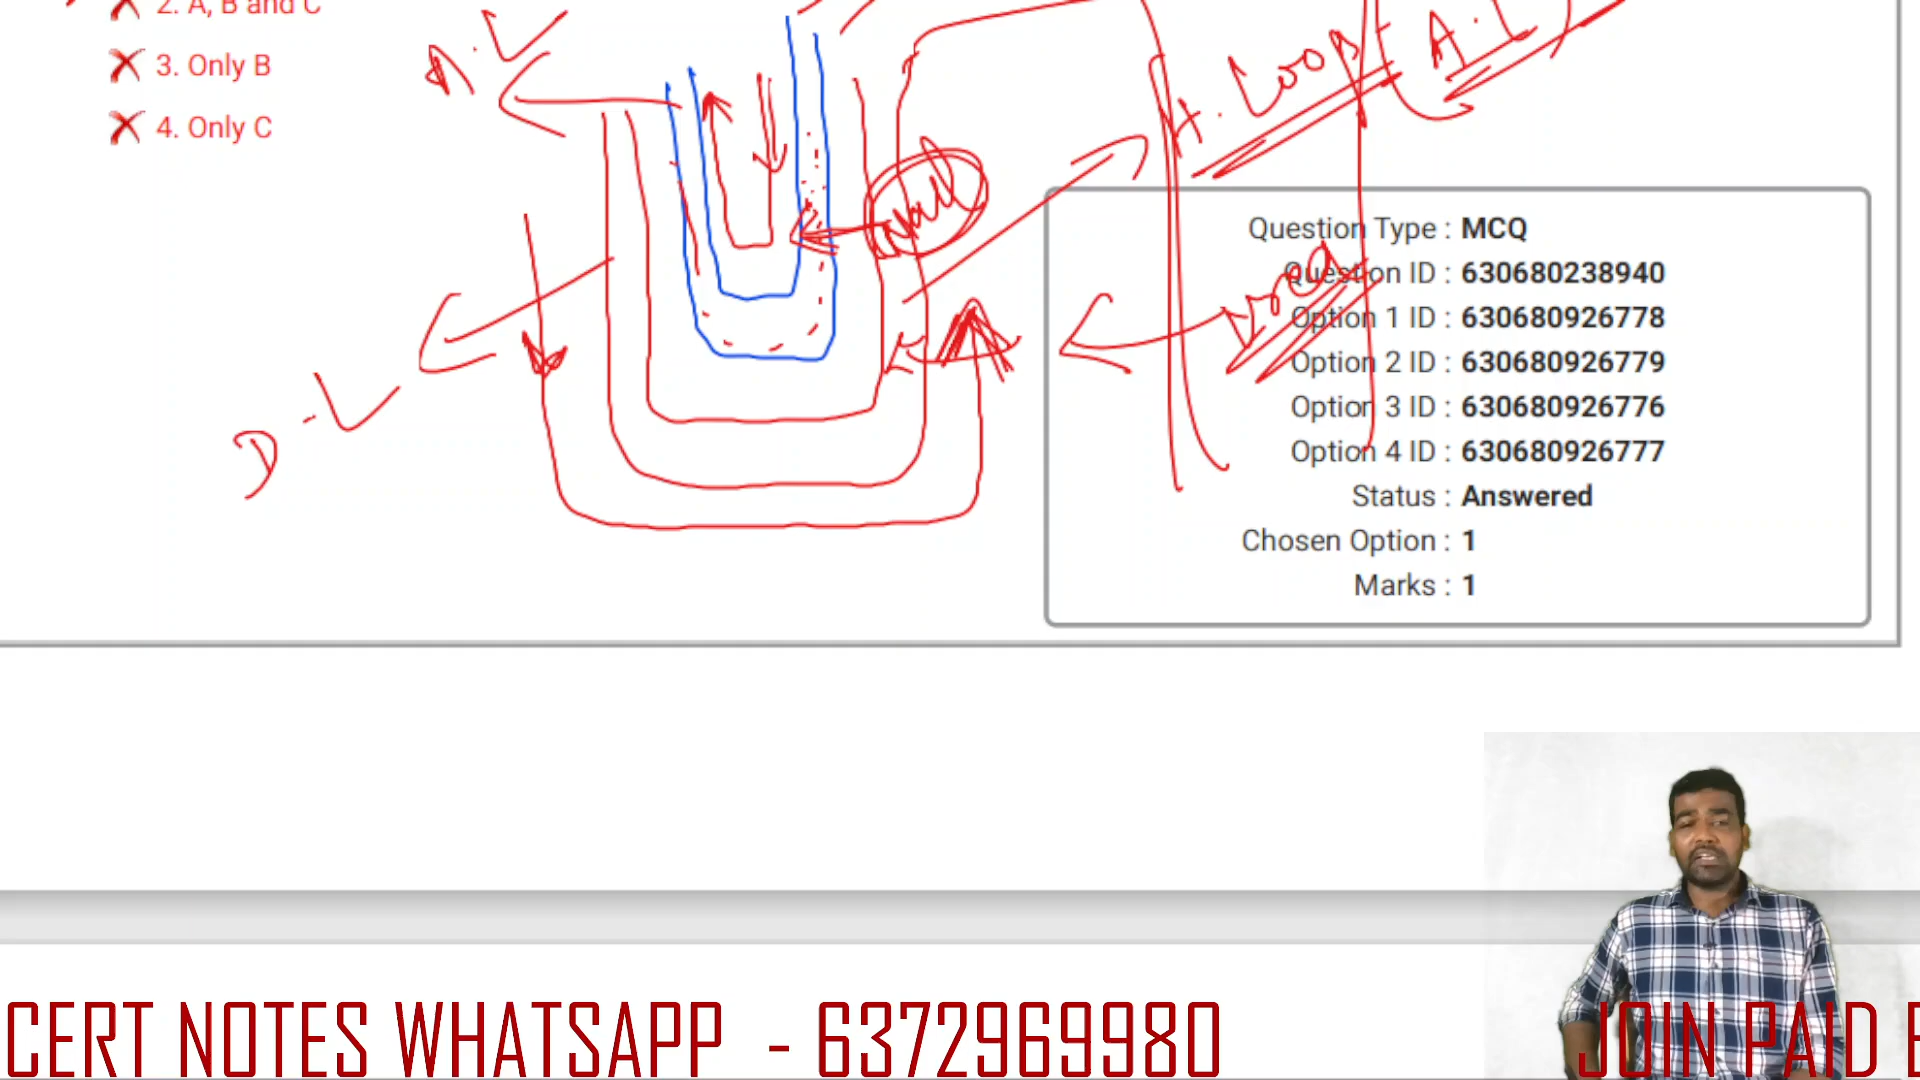 2. A, B and C
3. Only B
4. Only C
A.L
A. Loop
(A.L)
NaCl
Urea
D.L
Question Type : MCQ
Question ID : 630680238940
Option 1 ID : 630680926778
Option 2 ID : 630680926779
Option 3 ID : 630680926776
Option 4 ID : 630680926777
Status : Answered
Chosen Option : 1
Marks : 1
CERT NOTES WHATSAPP - 6372969980
JOIN PAID